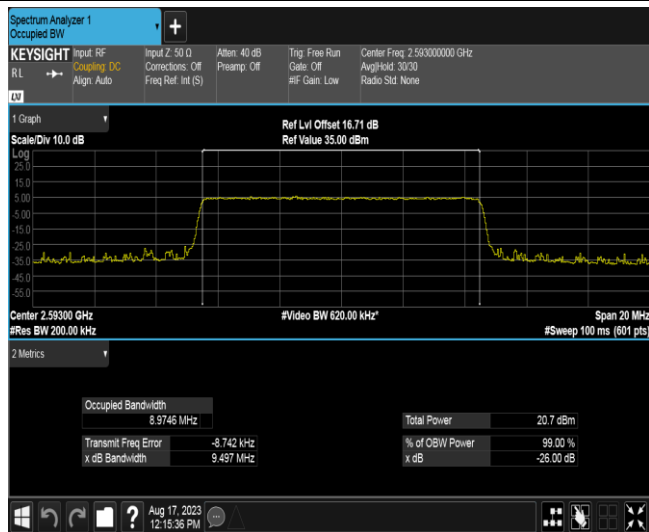 Spectrum Analyzer 1
Occupied BW
+
KEYSIGHT
RL
LXI
Input: RF
Coupling: DC
Align: Auto
Input Z: 50 Ω
Corrections: Off
Freq Ref: Int (S)
Atten: 40 dB
Preamp: Off
Trig: Free Run
Gate: Off
#IF Gain: Low
Center Freq: 2.593000000 GHz
Avg|Hold: 30/30
Radio Std: None
1 Graph
Scale/Div 10.0 dB
Ref Lvl Offset 16.71 dB
Ref Value 35.00 dBm
Log
25.0
15.0
5.00
-5.00
-15.0
-25.0
-35.0
-45.0
-55.0
Center 2.59300 GHz
#Video BW 620.00 kHz*
Span 20 MHz
#Res BW 200.00 kHz
#Sweep 100 ms (601 pts)
2 Metrics
Occupied Bandwidth
8.9746 MHz
Total Power 20.7 dBm
Transmit Freq Error -8.742 kHz
% of OBW Power 99.00 %
x dB Bandwidth 9.497 MHz
x dB -26.00 dB
?
Aug 17, 2023
12:15:36 PM